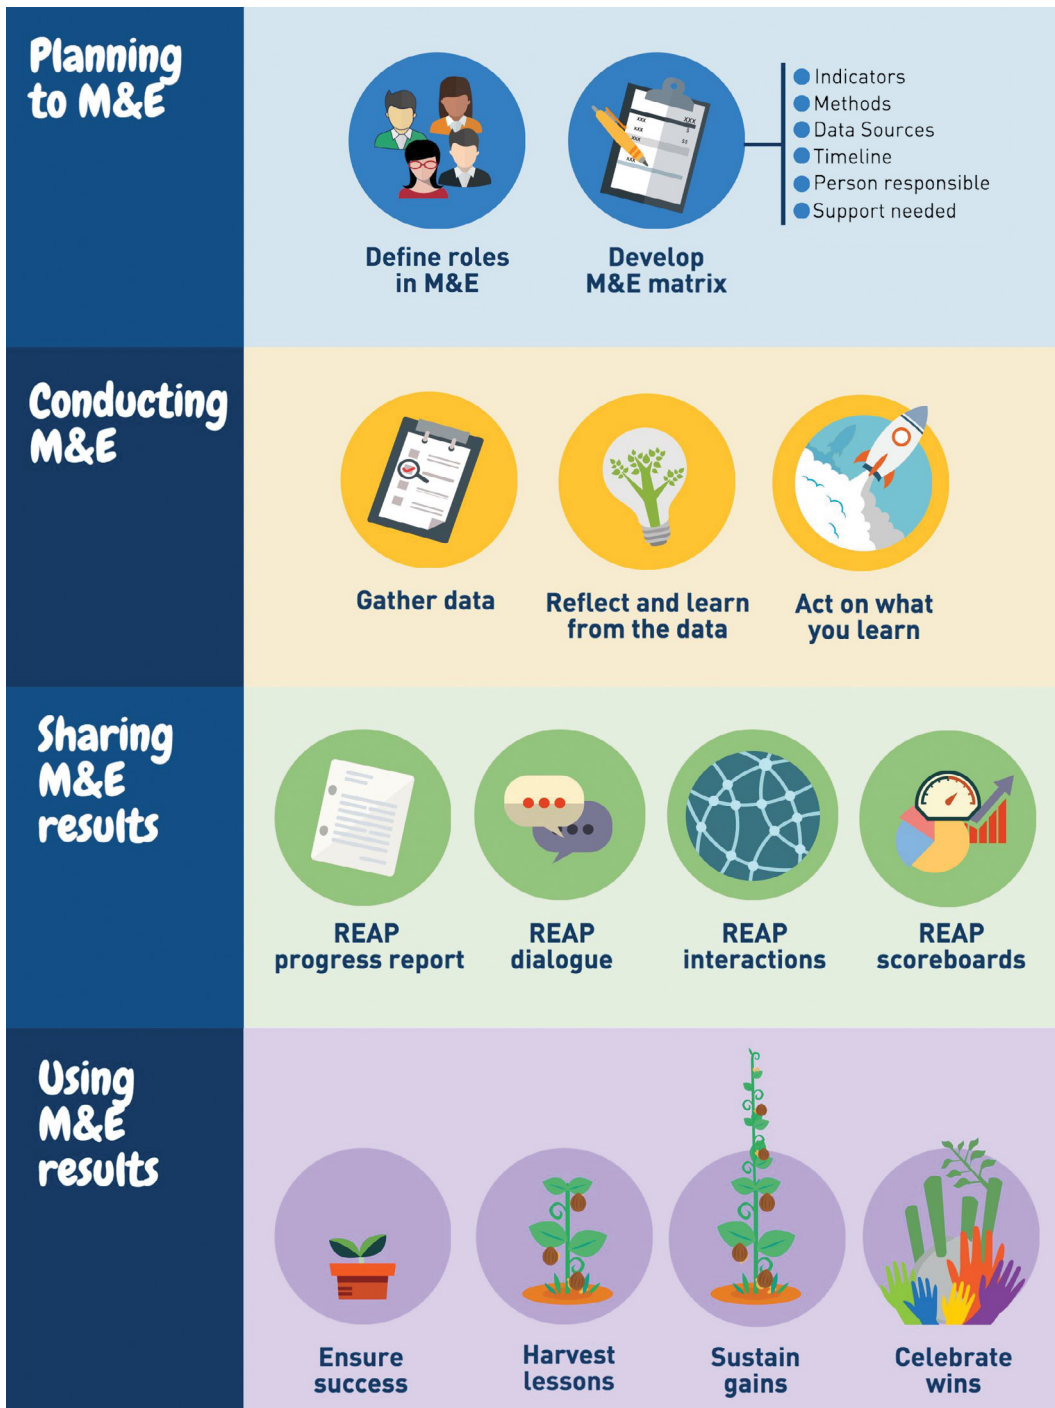 Planning
to M&E
Indicators
Methods
Data Sources
Timeline
Person responsible
Support needed
Define roles
in M&E
Develop
M&E matrix
Conducting
M&E
Gather data
Reflect and learn
from the data
Act on what
you learn
Sharing
M&E
results
REAP
progress report
REAP
dialogue
REAP
interactions
REAP
scoreboards
Using
M&E
results
Ensure
success
Harvest
lessons
Sustain
gains
Celebrate
wins